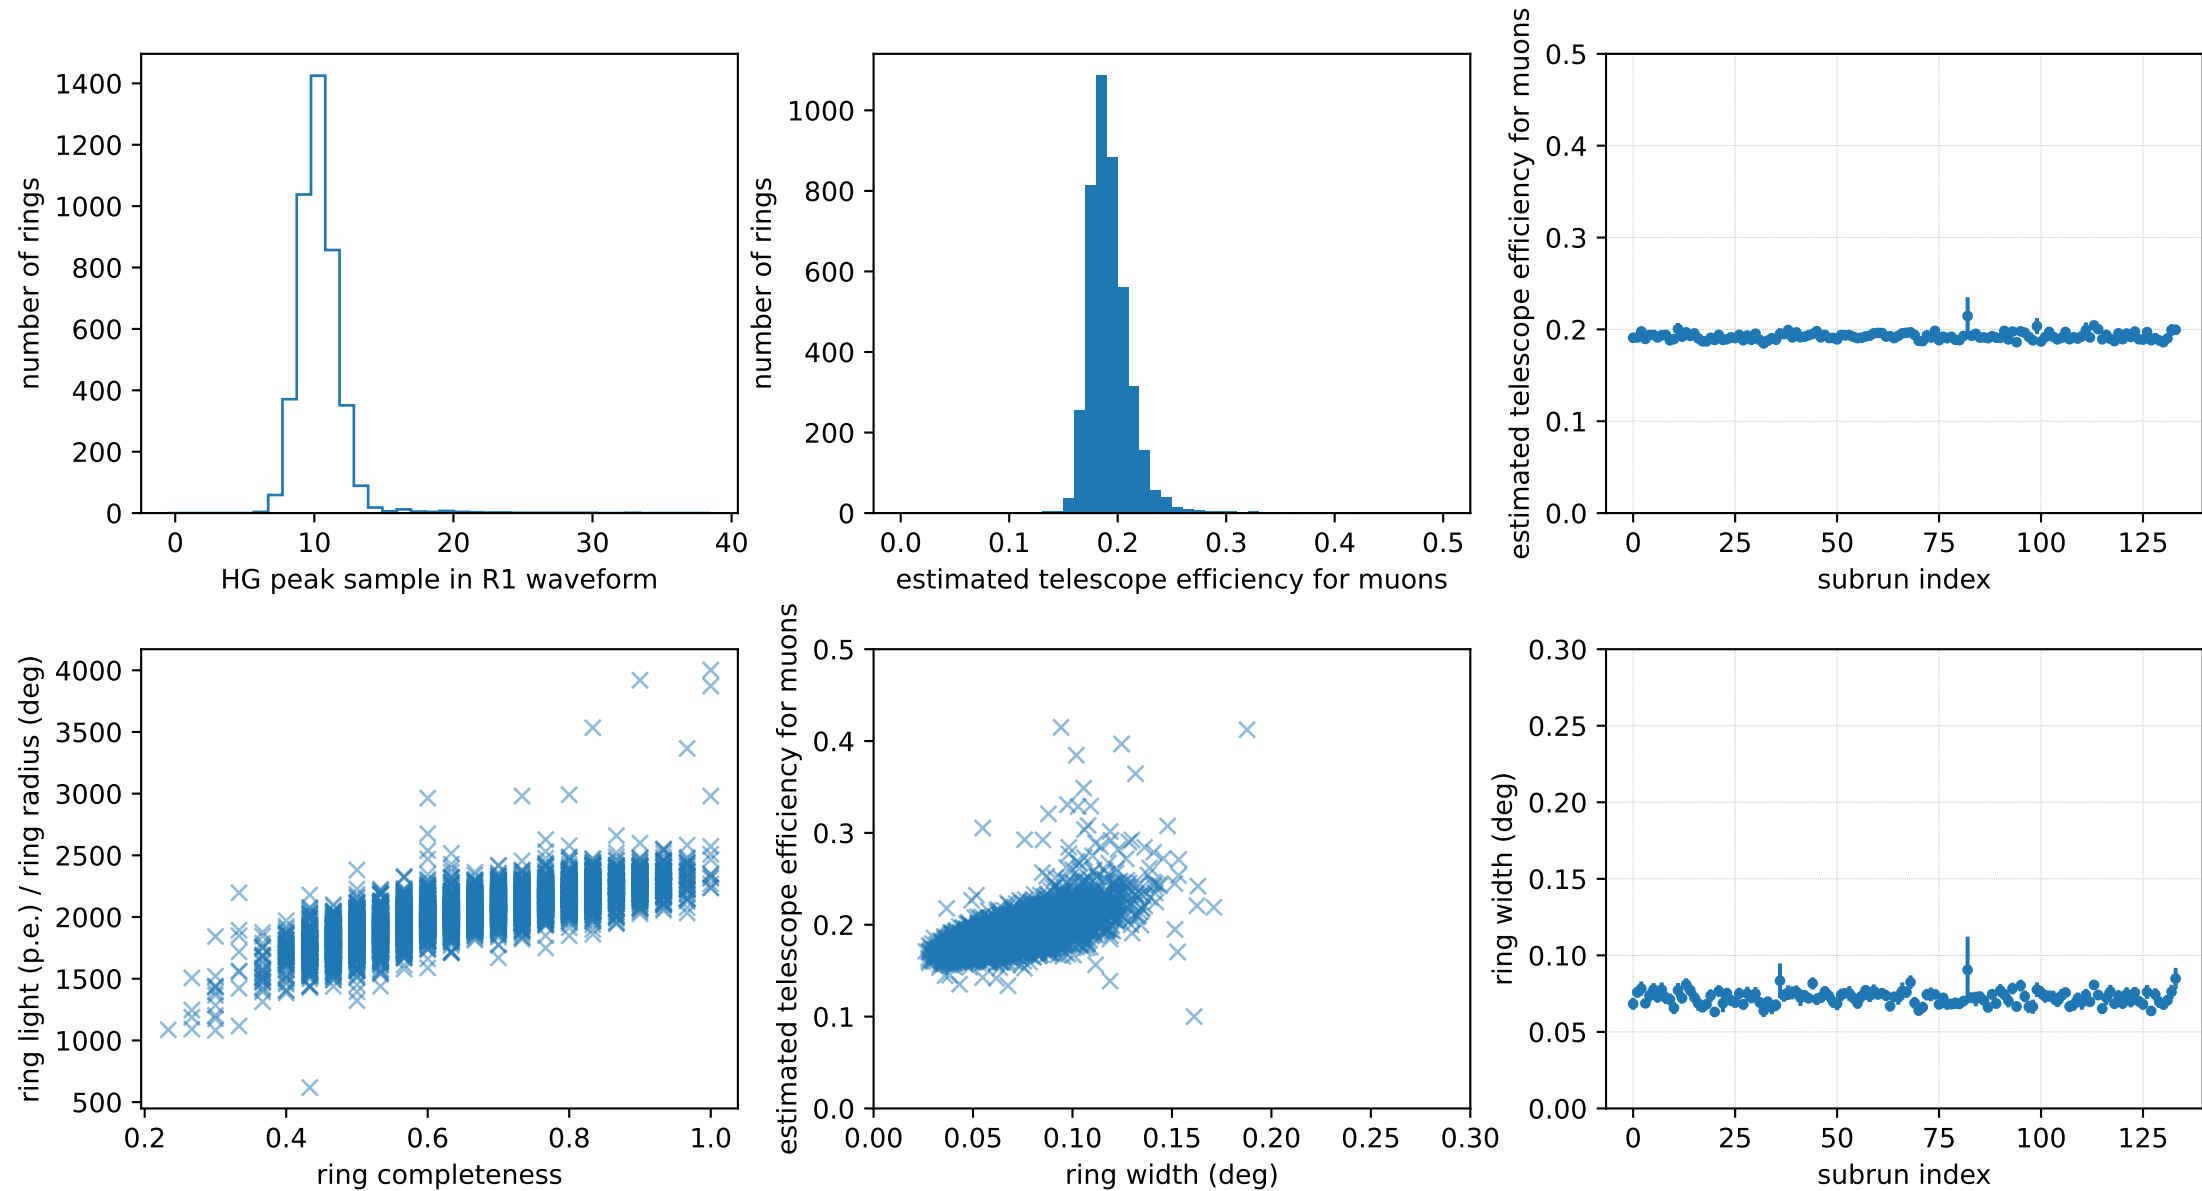 number of rings
1400
1200
1000
800
600
400
200
0
0 10 20 30 40
HG peak sample in R1 waveform
number of rings
1000
800
600
400
200
0
0.0 0.1 0.2 0.3 0.4 0.5
estimated telescope efficiency for muons
estimated telescope efficiency for muons
0.5
0.4
0.3
0.2
0.1
0.0
0 25 50 75 100 125
subrun index
ring light (p.e.) / ring radius (deg)
4000
3500
3000
2500
2000
1500
1000
500
0.2 0.4 0.6 0.8 1.0
ring completeness
estimated telescope efficiency for muons
0.5
0.4
0.3
0.2
0.1
0.0
0.00 0.05 0.10 0.15 0.20 0.25 0.30
ring width (deg)
ring width (deg)
0.30
0.25
0.20
0.15
0.10
0.05
0.00
0 25 50 75 100 125
subrun index